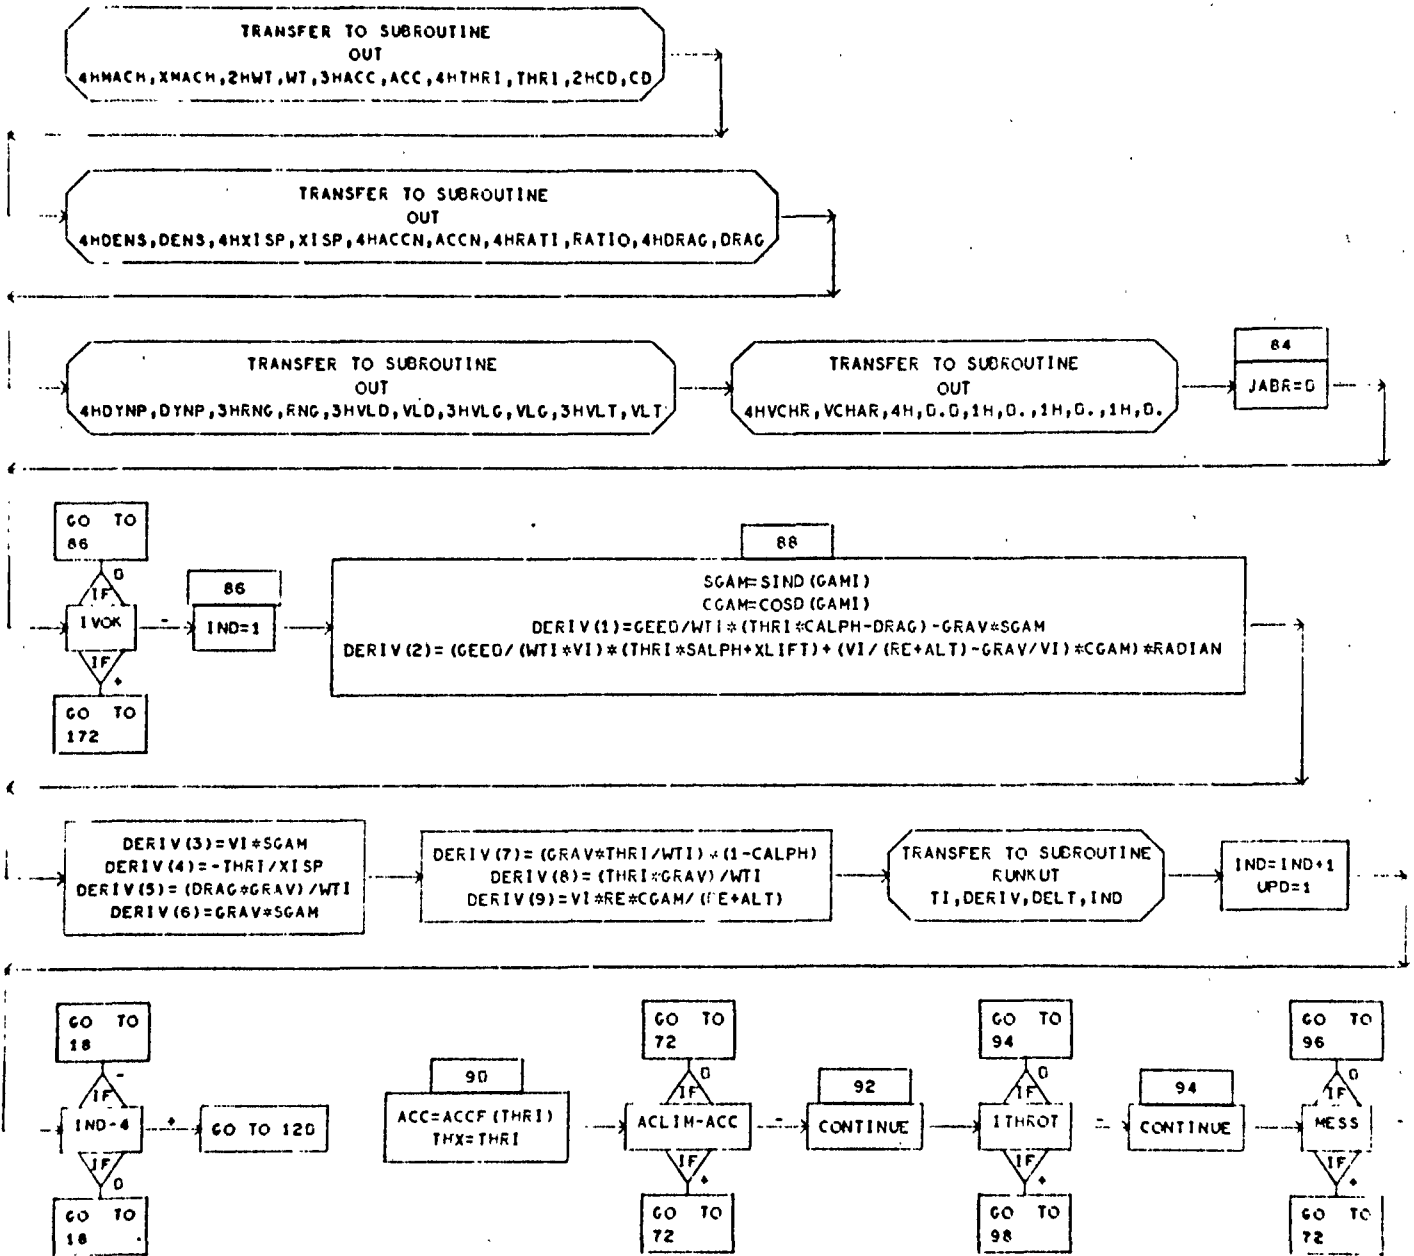 TRANSFER TO SUBROUTINE
OUT
4HMACH,XMACH,2HWT,WT,3HACC,ACC,4HTHRI,THRI,2HCD,CD
TRANSFER TO SUBROUTINE
OUT
4HDENS,DENS,4HXISP,XISP,4HACCN,ACCN,4HRATI,RATIO,4HDRAG,DRAG
TRANSFER TO SUBROUTINE
OUT
4HDYNP,DYNP,3HRNG,RNG,3HVLD,VLD,3HVLG,VLG,3HVLT,VLT
TRANSFER TO SUBROUTINE
OUT
4HVCHR,VCHAR,4H,0.0,1H,0.,1H,0.,1H,0.
84
JABR=0
GO TO
86
0
IF
IVOK
-
IF
+
GO TO
172
86
IND=1
88
SGAM=SIND(GAMI)
CGAM=COSD(GAMI)
DERIV(1)=GEEO/WTI*(THRI*CALPH-DRAG)-GRAV*SGAM
DERIV(2)=(GEEO/(WTI*VI)*(THRI*SALPH+XLIFT)+(VI/(RE+ALT)-GRAV/VI)*CGAM)*RADIAN
DERIV(3)=VI*SGAM
DERIV(4)=-THRI/XISP
DERIV(5)=(DRAG*GRAV)/WTI
DERIV(6)=GRAV*SGAM
DERIV(7)=(GRAV*THRI/WTI)*(1-CALPH)
DERIV(8)=(THRI*GRAV)/WTI
DERIV(9)=VI*RE*CGAM/(RE+ALT)
TRANSFER TO SUBROUTINE
RUNKUT
TI,DERIV,DELT,IND
IND=IND+1
UPD=1
GO TO
18
-
IF
IND-4
+
GO TO 120
IF
0
GO TO
18
90
ACC=ACCF(THRI)
THX=THRI
GO TO
72
0
IF
ACLIM-ACC
-
IF
+
GO TO
72
92
CONTINUE
GO TO
94
0
IF
ITHROT
-
IF
+
GO TO
98
94
CONTINUE
GO TO
96
0
IF
MESS
-
IF
+
GO TO
72